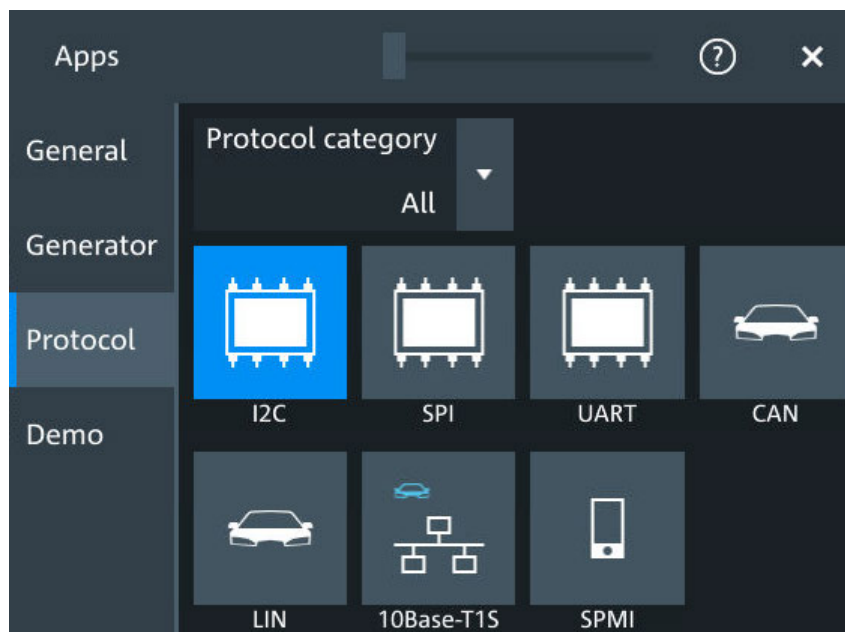 Apps
?
General
Generator
Protocol
Demo
Protocol category
All
I2C
SPI
UART
CAN
LIN
10Base-T1S
SPMI